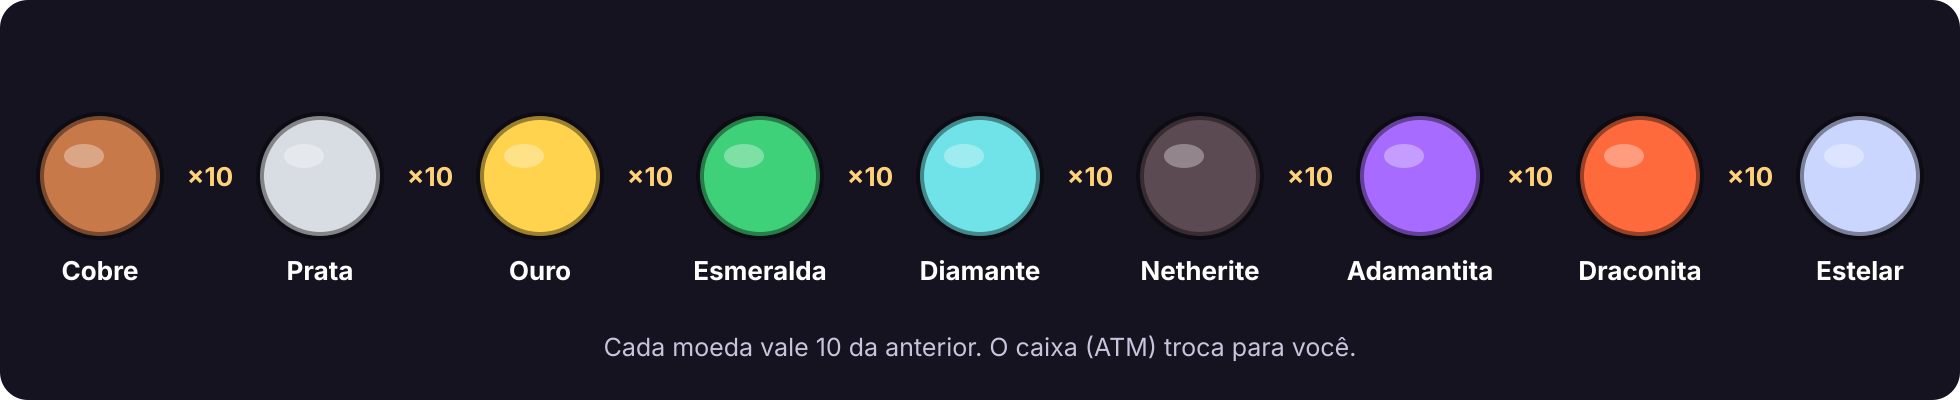 ×10 ×10 ×10 ×10 ×10 ×10 ×10 ×10
Cobre Prata Ouro Esmeralda Diamante Netherite Adamantita Draconita Estelar
Cada moeda vale 10 da anterior. O caixa (ATM) troca para você.